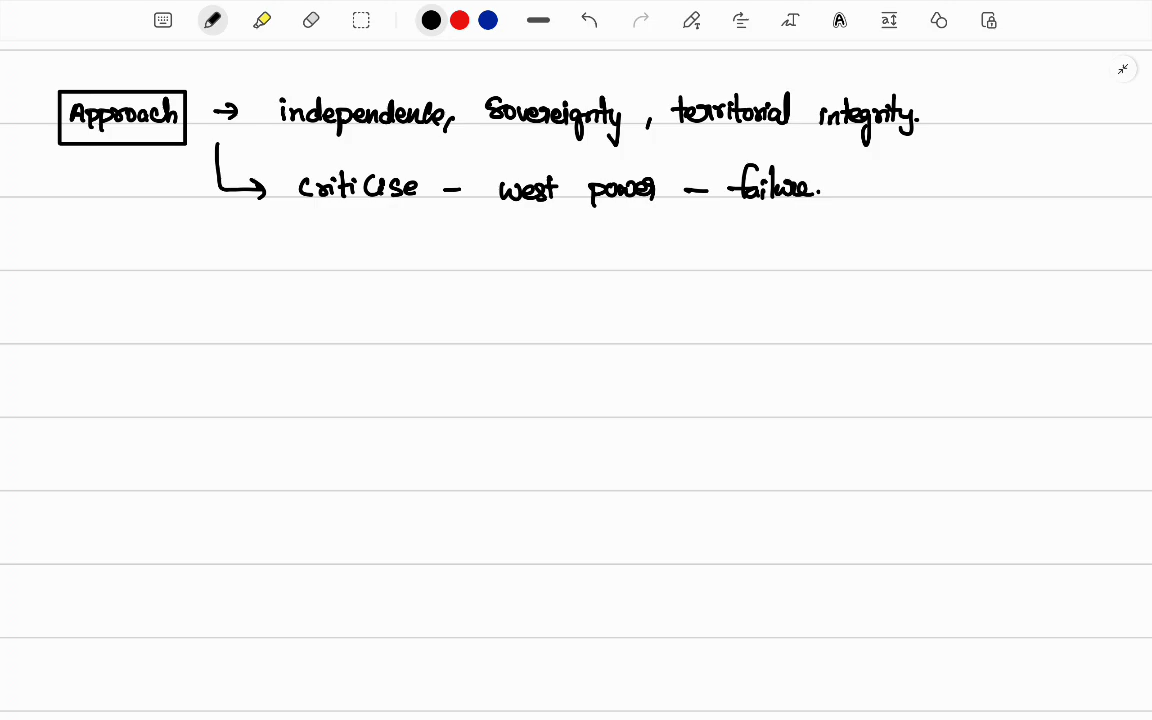 Approach → independence, Sovereignty, territorial integrity.
↳ criticise – west power – failure.